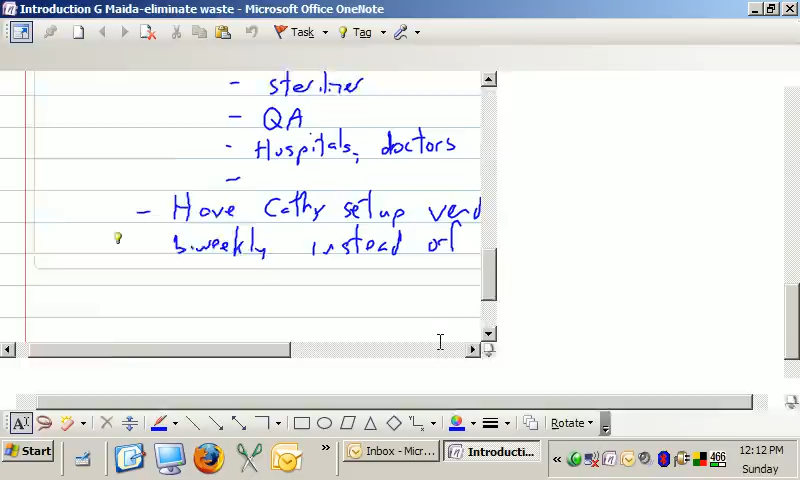 Introduction G Maida-eliminate waste - Microsoft Office OneNote
Task
Tag
- sterilizer
- QA
- Hospitals, doctors
-
- Have Cathy setup vend
biweekly instead of
Rotate
Start
Inbox - Micr...
Introducti...
466
12:12 PM
Sunday